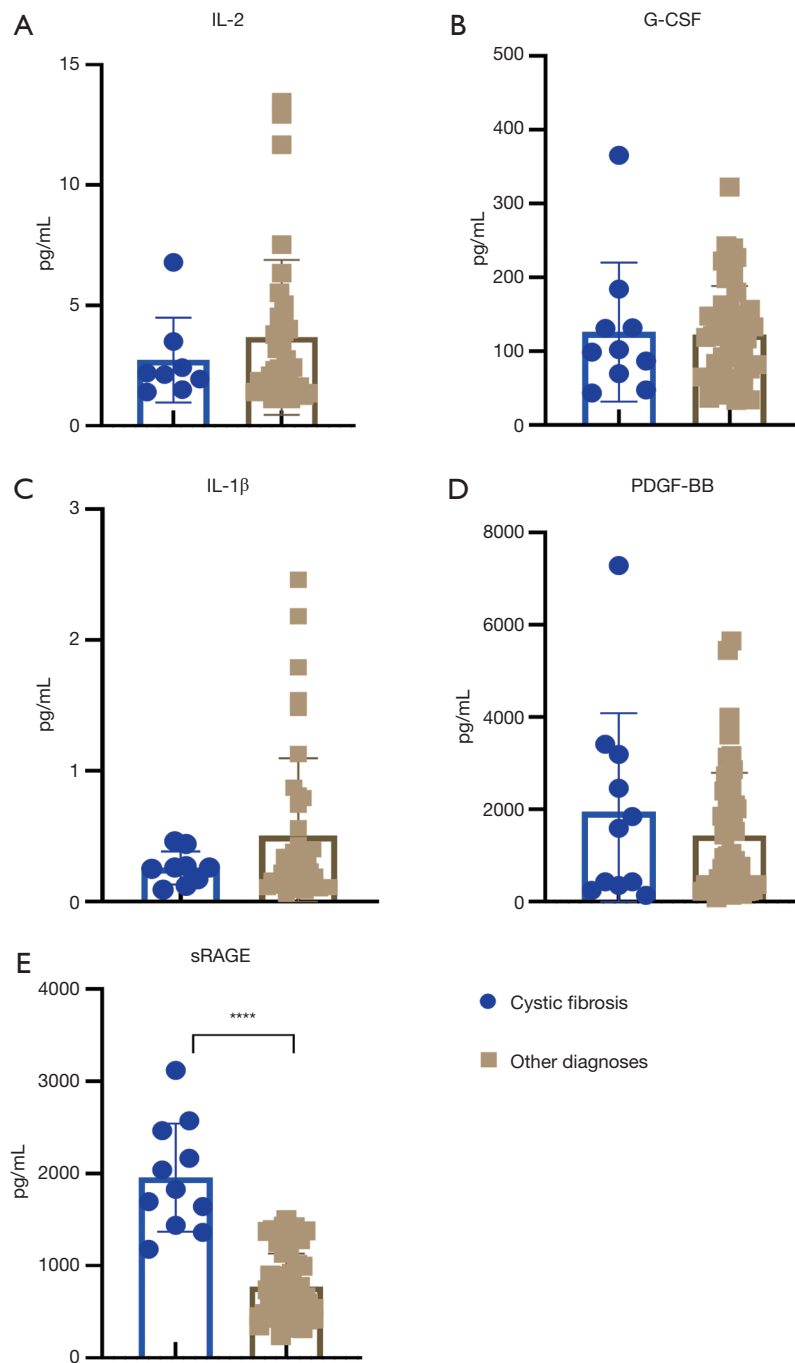 A
IL-2
15
10
5
0
pg/mL
B
G-CSF
500
400
300
200
100
0
pg/mL
C
IL-1β
3
2
1
0
pg/mL
D
PDGF-BB
8000
6000
4000
2000
0
pg/mL
E
sRAGE
4000
3000
2000
1000
0
pg/mL
****
Cystic fibrosis
Other diagnoses